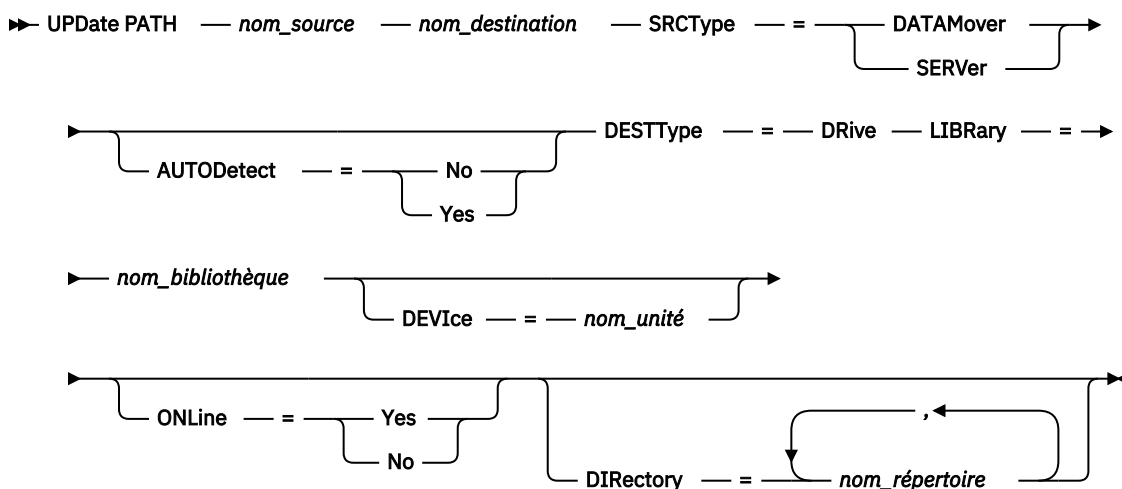 UPDate PATH nom_source nom_destination SRCType = DATAMover
SERVer
DESTType = DRive LIBRary =
AUTODetect = No
Yes
nom_bibliothèque
DEVIce = nom_unité
ONLine = Yes
No
,
DIRectory = nom_répertoire